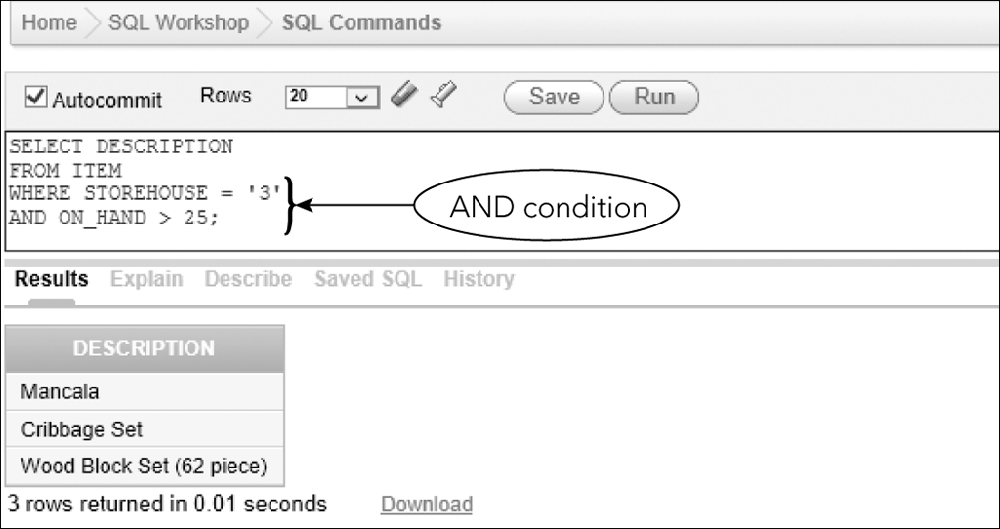 Home SQL Workshop SQL Commands
Autocommit Rows 20 Save Run
SELECT DESCRIPTION
FROM ITEM
WHERE STOREHOUSE = '3'
AND ON_HAND > 25;
AND condition
Results Explain Describe Saved SQL History
DESCRIPTION
Mancala
Cribbage Set
Wood Block Set (62 piece)
3 rows returned in 0.01 seconds Download